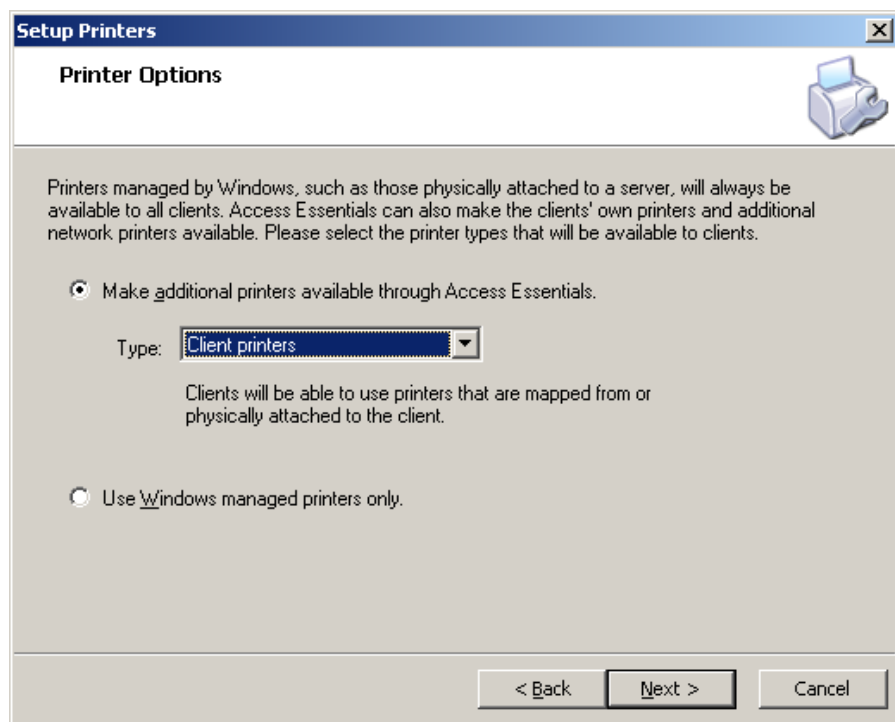 Setup Printers
Printer Options
Printers managed by Windows, such as those physically attached to a server, will always be
available to all clients. Access Essentials can also make the clients' own printers and additional
network printers available. Please select the printer types that will be available to clients.
Make additional printers available through Access Essentials.
Type: Client printers
Clients will be able to use printers that are mapped from or
physically attached to the client.
Use Windows managed printers only.
< Back Next > Cancel